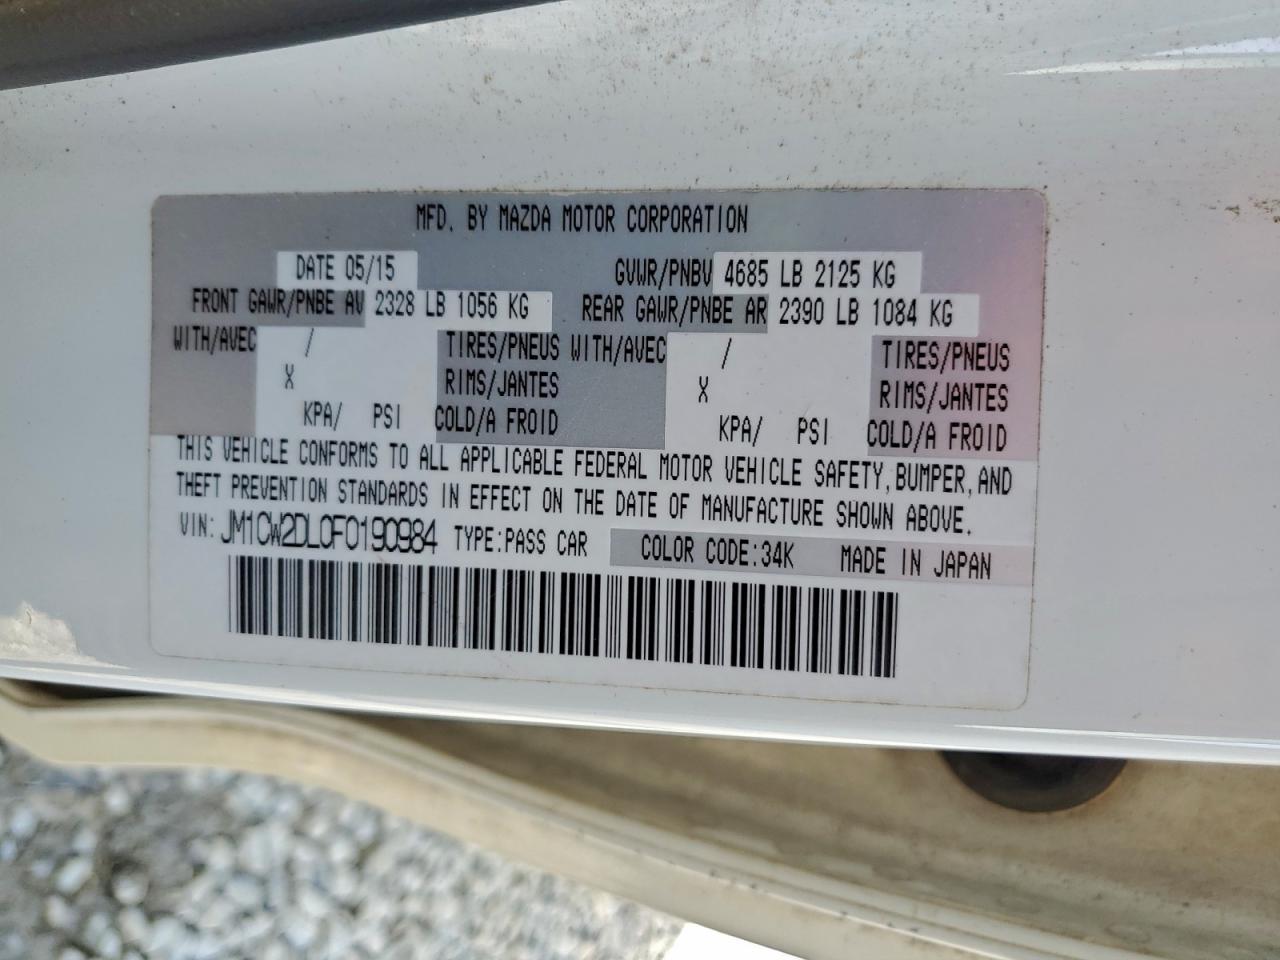 MFD. BY MAZDA MOTOR CORPORATION
DATE 05/15 GVWR/PNBV 4685 LB 2125 KG
FRONT GAWR/PNBE AV 2328 LB 1056 KG REAR GAWR/PNBE AR 2390 LB 1084 KG
WITH/AVEC / TIRES/PNEUS WITH/AVEC / TIRES/PNEUS
X RIMS/JANTES X RIMS/JANTES
KPA/ PSI COLD/A FROID KPA/ PSI COLD/A FROID
THIS VEHICLE CONFORMS TO ALL APPLICABLE FEDERAL MOTOR VEHICLE SAFETY, BUMPER, AND
THEFT PREVENTION STANDARDS IN EFFECT ON THE DATE OF MANUFACTURE SHOWN ABOVE.
VIN: JM1CW2DL0F0190984 TYPE:PASS CAR COLOR CODE:34K MADE IN JAPAN